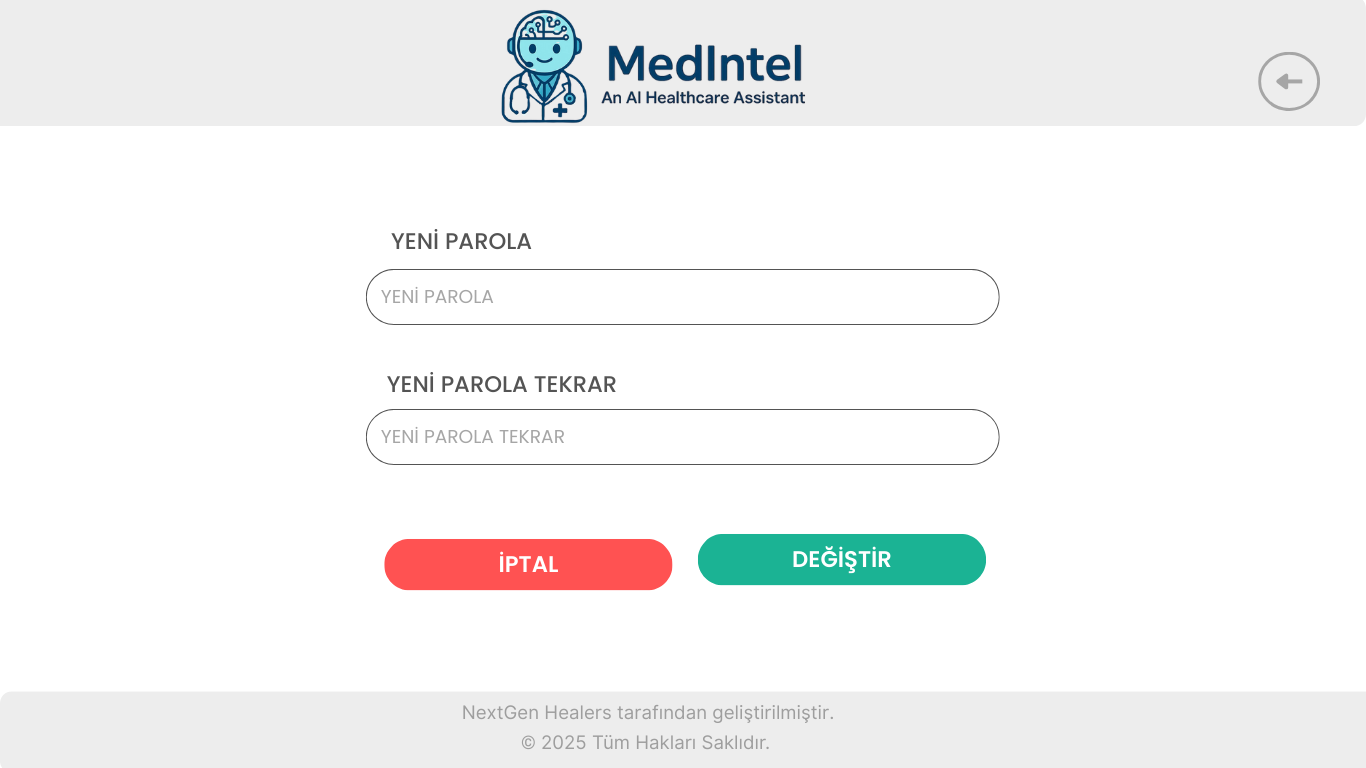 MedIntel
An AI Healthcare Assistant
YENİ PAROLA
YENİ PAROLA
YENİ PAROLA TEKRAR
YENİ PAROLA TEKRAR
İPTAL
DEĞİŞTİR
NextGen Healers tarafından geliştirilmiştir.
© 2025 Tüm Hakları Saklıdır.